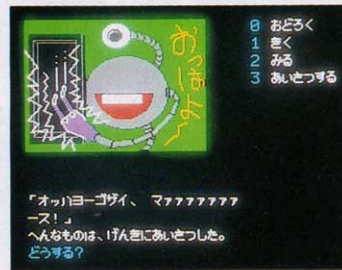 おっはよ〜
0 おどろく
1 きく
2 みる
3 あいさつする
「オッハヨーゴザイ、 マァァァァァァァ
ース！」
へんなものは、げんきにあいさつした。
どうする？